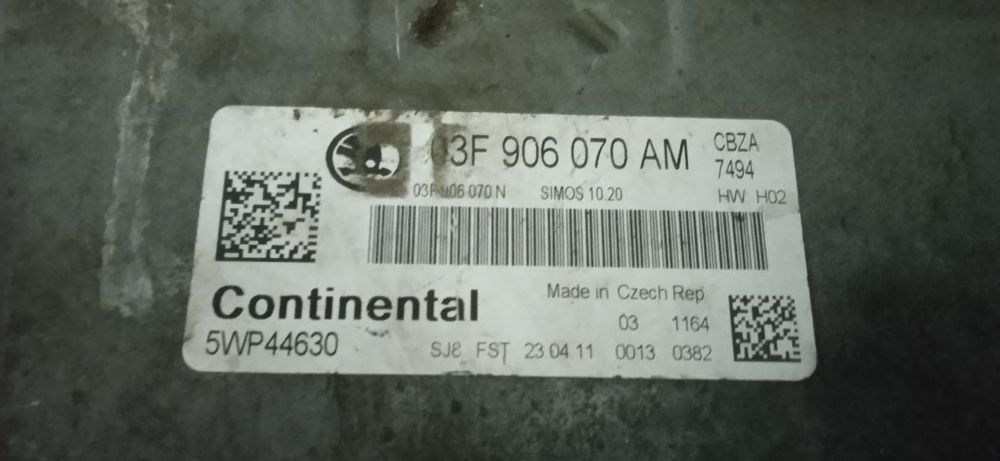 03F 906 070 AM CBZA
7494
03F 906 070 N SIMOS 10.20 HW H02
Continental Made in Czech Rep
03 1164
5WP44630 SJ8 FST 23.04.11 0013 0382